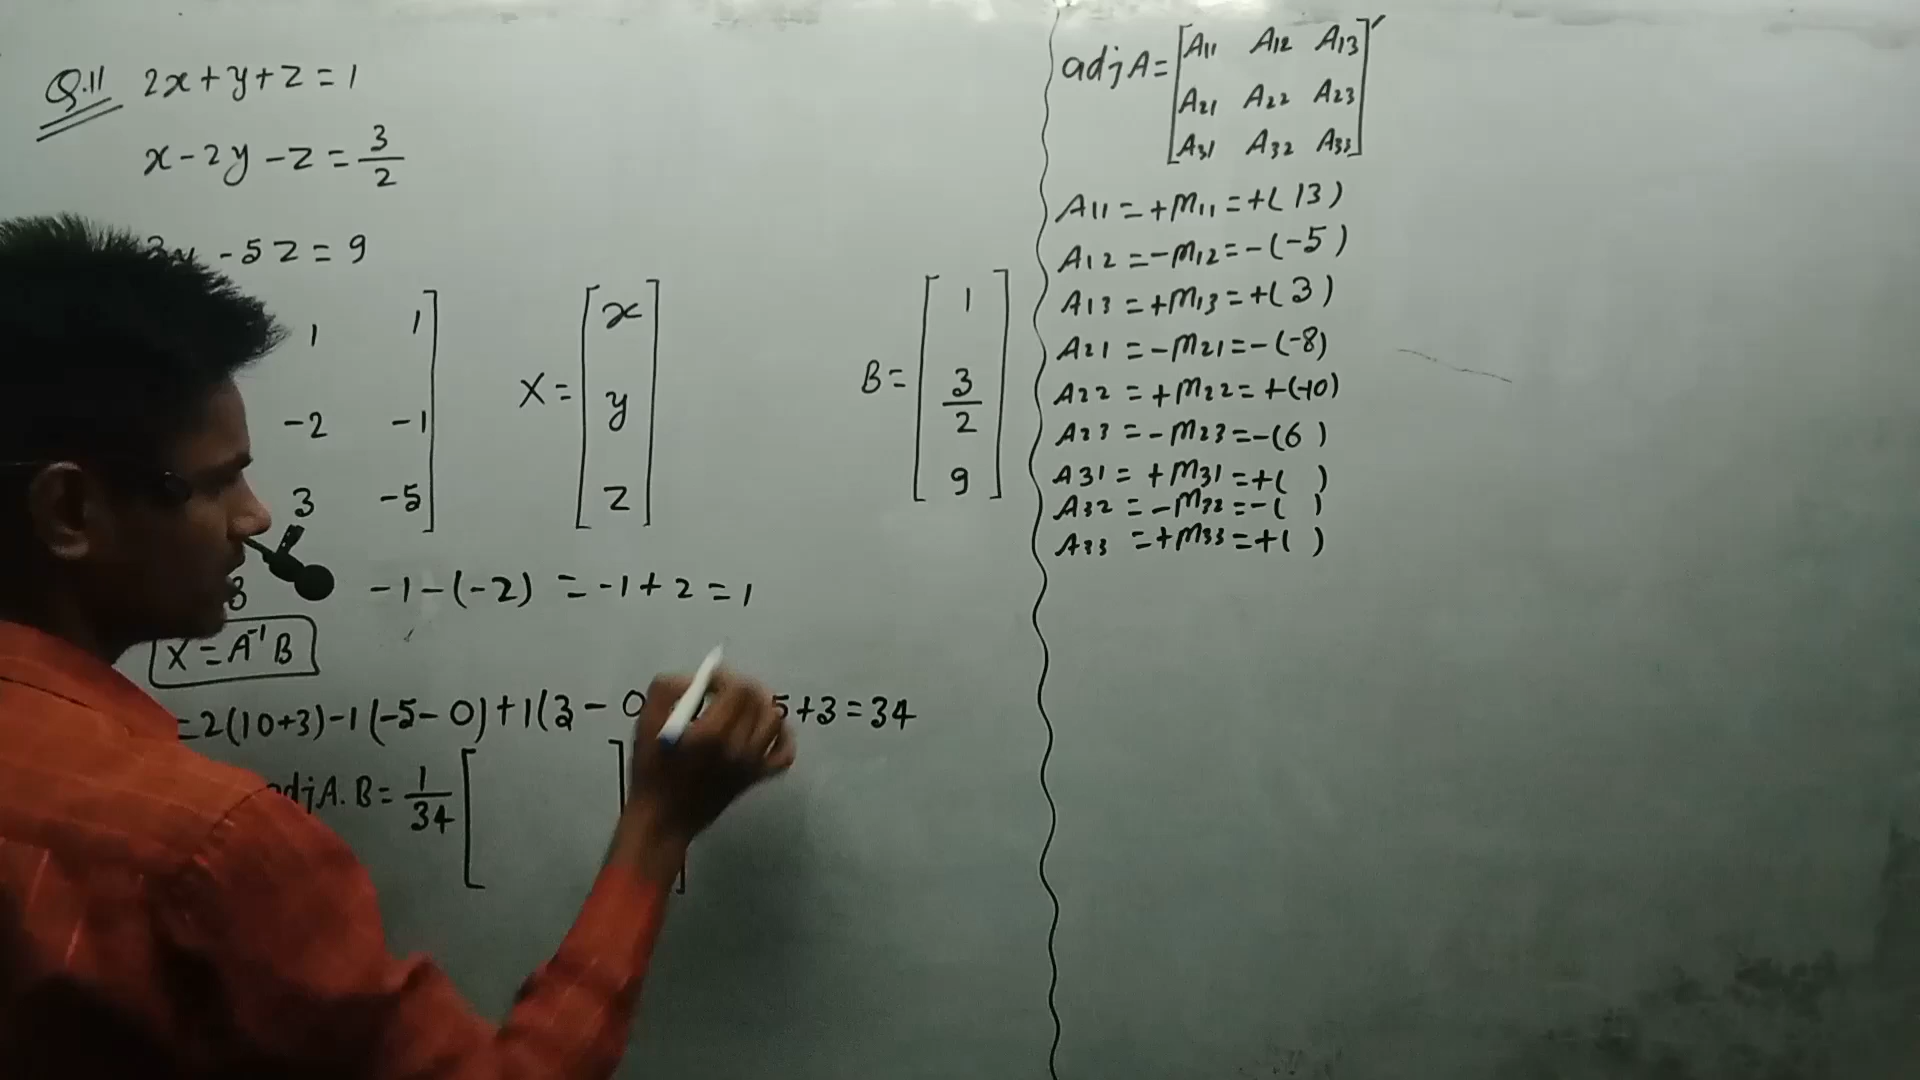 Q.11 2x+y+z=1
x-2y-z=3/2
3y-5z=9
1 1
-2 -1
3 -5
X=[x
y
z]
B=[1
3/2
9]
-1-(-2) = -1+2 = 1
X=A⁻¹B
=2(10+3)-1(-5-0)+1(3-0 5+3=34
adjA.B=1/34[ ]
adjA=[A11 A12 A13
A21 A22 A23
A31 A32 A33]′
A11=+M11=+(13)
A12=-M12=-(-5)
A13=+M13=+(3)
A21=-M21=-(-8)
A22=+M22=+(-10)
A23=-M23=-(6)
A31=+M31=+( )
A32=-M32=-( )
A33=+M33=+( )